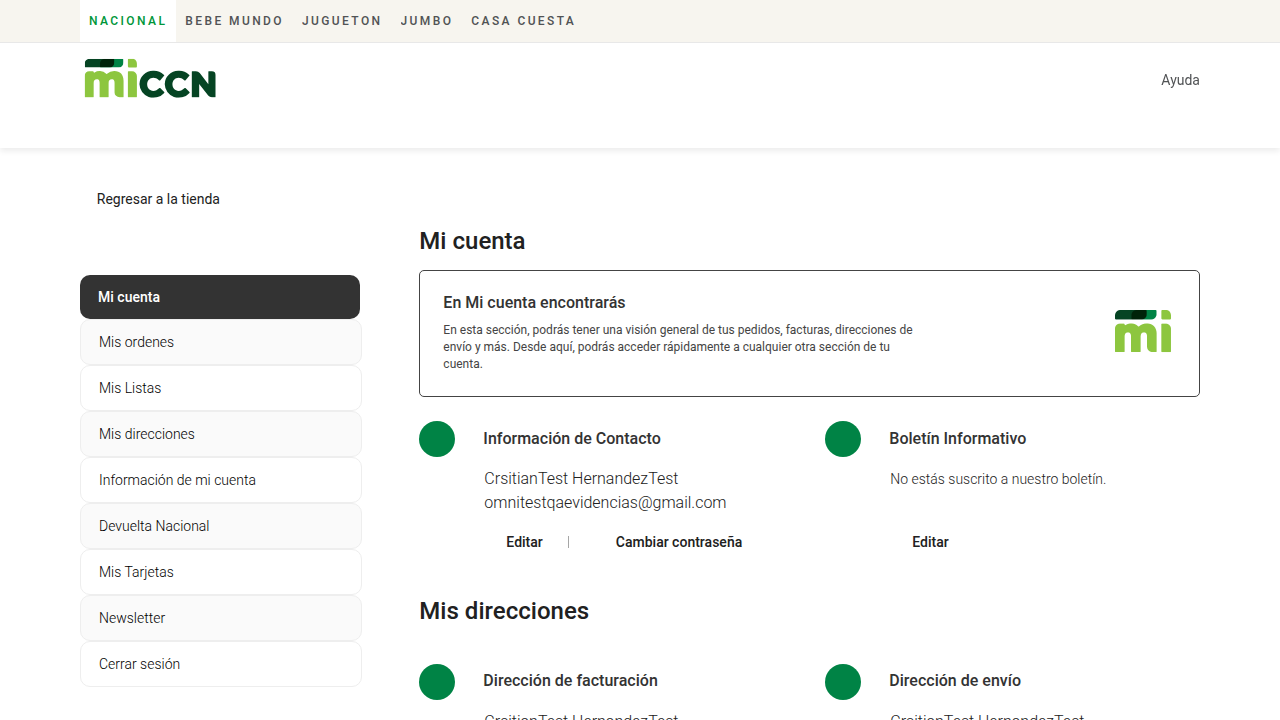 NACIONAL BEBE MUNDO JUGUETON JUMBO CASA CUESTA
miCCN
Ayuda
Regresar a la tienda
Mi cuenta
Mis ordenes
Mis Listas
Mis direcciones
Información de mi cuenta
Devuelta Nacional
Mis Tarjetas
Newsletter
Cerrar sesión
Mi cuenta
En Mi cuenta encontrarás
En esta sección, podrás tener una visión general de tus pedidos, facturas, direcciones de
envío y más. Desde aquí, podrás acceder rápidamente a cualquier otra sección de tu
cuenta.
mi
Información de Contacto
CrsitianTest HernandezTest
omnitestqaevidencias@gmail.com
Editar
Cambiar contraseña
Boletín Informativo
No estás suscrito a nuestro boletín.
Editar
Mis direcciones
Dirección de facturación
CrsitianTest HernandezTest
Dirección de envío
CrsitianTest HernandezTest